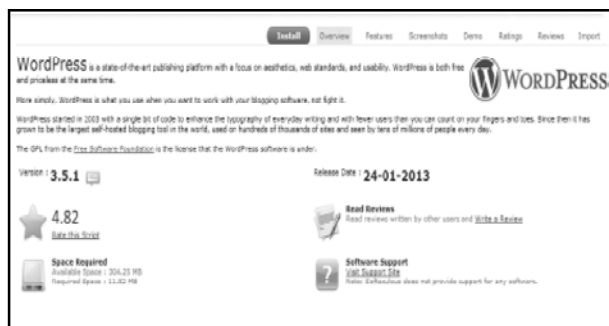 Install Overview Features Screenshots Demo Ratings Reviews Import
WordPress is a state-of-the-art publishing platform with a focus on aesthetics, web standards, and usability. WordPress is both free
and priceless at the same time.
WORDPRESS
More simply, WordPress is what you use when you want to work with your blogging software, not fight it.
WordPress started in 2003 with a single bit of code to enhance the typography of everyday writing and with fewer users than you can count on your fingers and toes. Since then it has
grown to be the largest self-hosted blogging tool in the world, used on hundreds of thousands of sites and seen by tens of millions of people every day.
The GPL from the Free Software Foundation is the license that the WordPress software is under.
Version : 3.5.1
Release Date : 24-01-2013
4.82
Rate this Script
Read Reviews
Read reviews written by other users and Write a Review
Space Required
Available Space : 304.25 MB
Required Space : 11.82 MB
Software Support
Visit Support Site
Note: Softaculous does not provide support for any software.